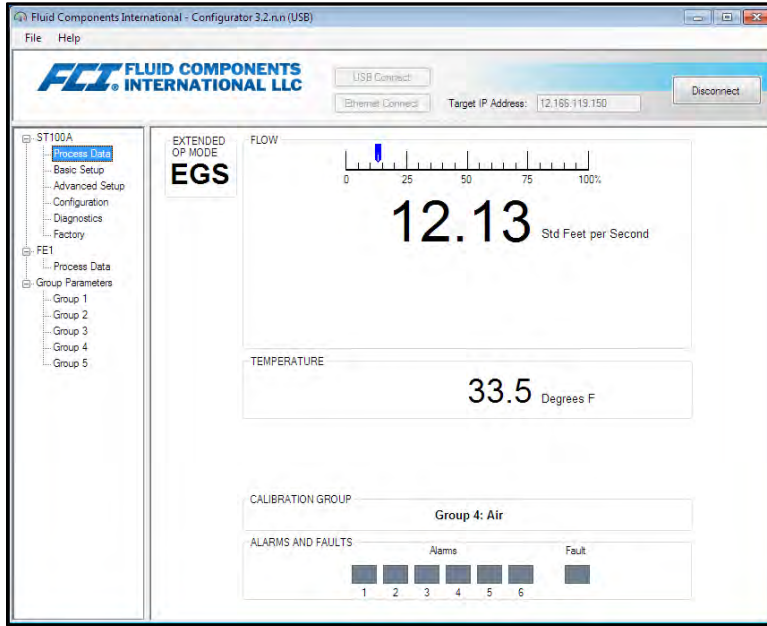 Fluid Components International - Configurator 3.2.n.n (USB)
File Help
FCI. FLUID COMPONENTS
INTERNATIONAL LLC
USB Connect
Ethernet Connect Target IP Address: 12.165.119.150
Disconnect
ST100A
Process Data
Basic Setup
Advanced Setup
Configuration
Diagnostics
Factory
FE1
Process Data
Group Parameters
Group 1
Group 2
Group 3
Group 4
Group 5
EXTENDED
OP MODE
EGS
FLOW
0 25 50 75 100%
12.13 Std Feet per Second
TEMPERATURE
33.5 Degrees F
CALIBRATION GROUP
Group 4: Air
ALARMS AND FAULTS
Alarms Fault
1 2 3 4 5 6